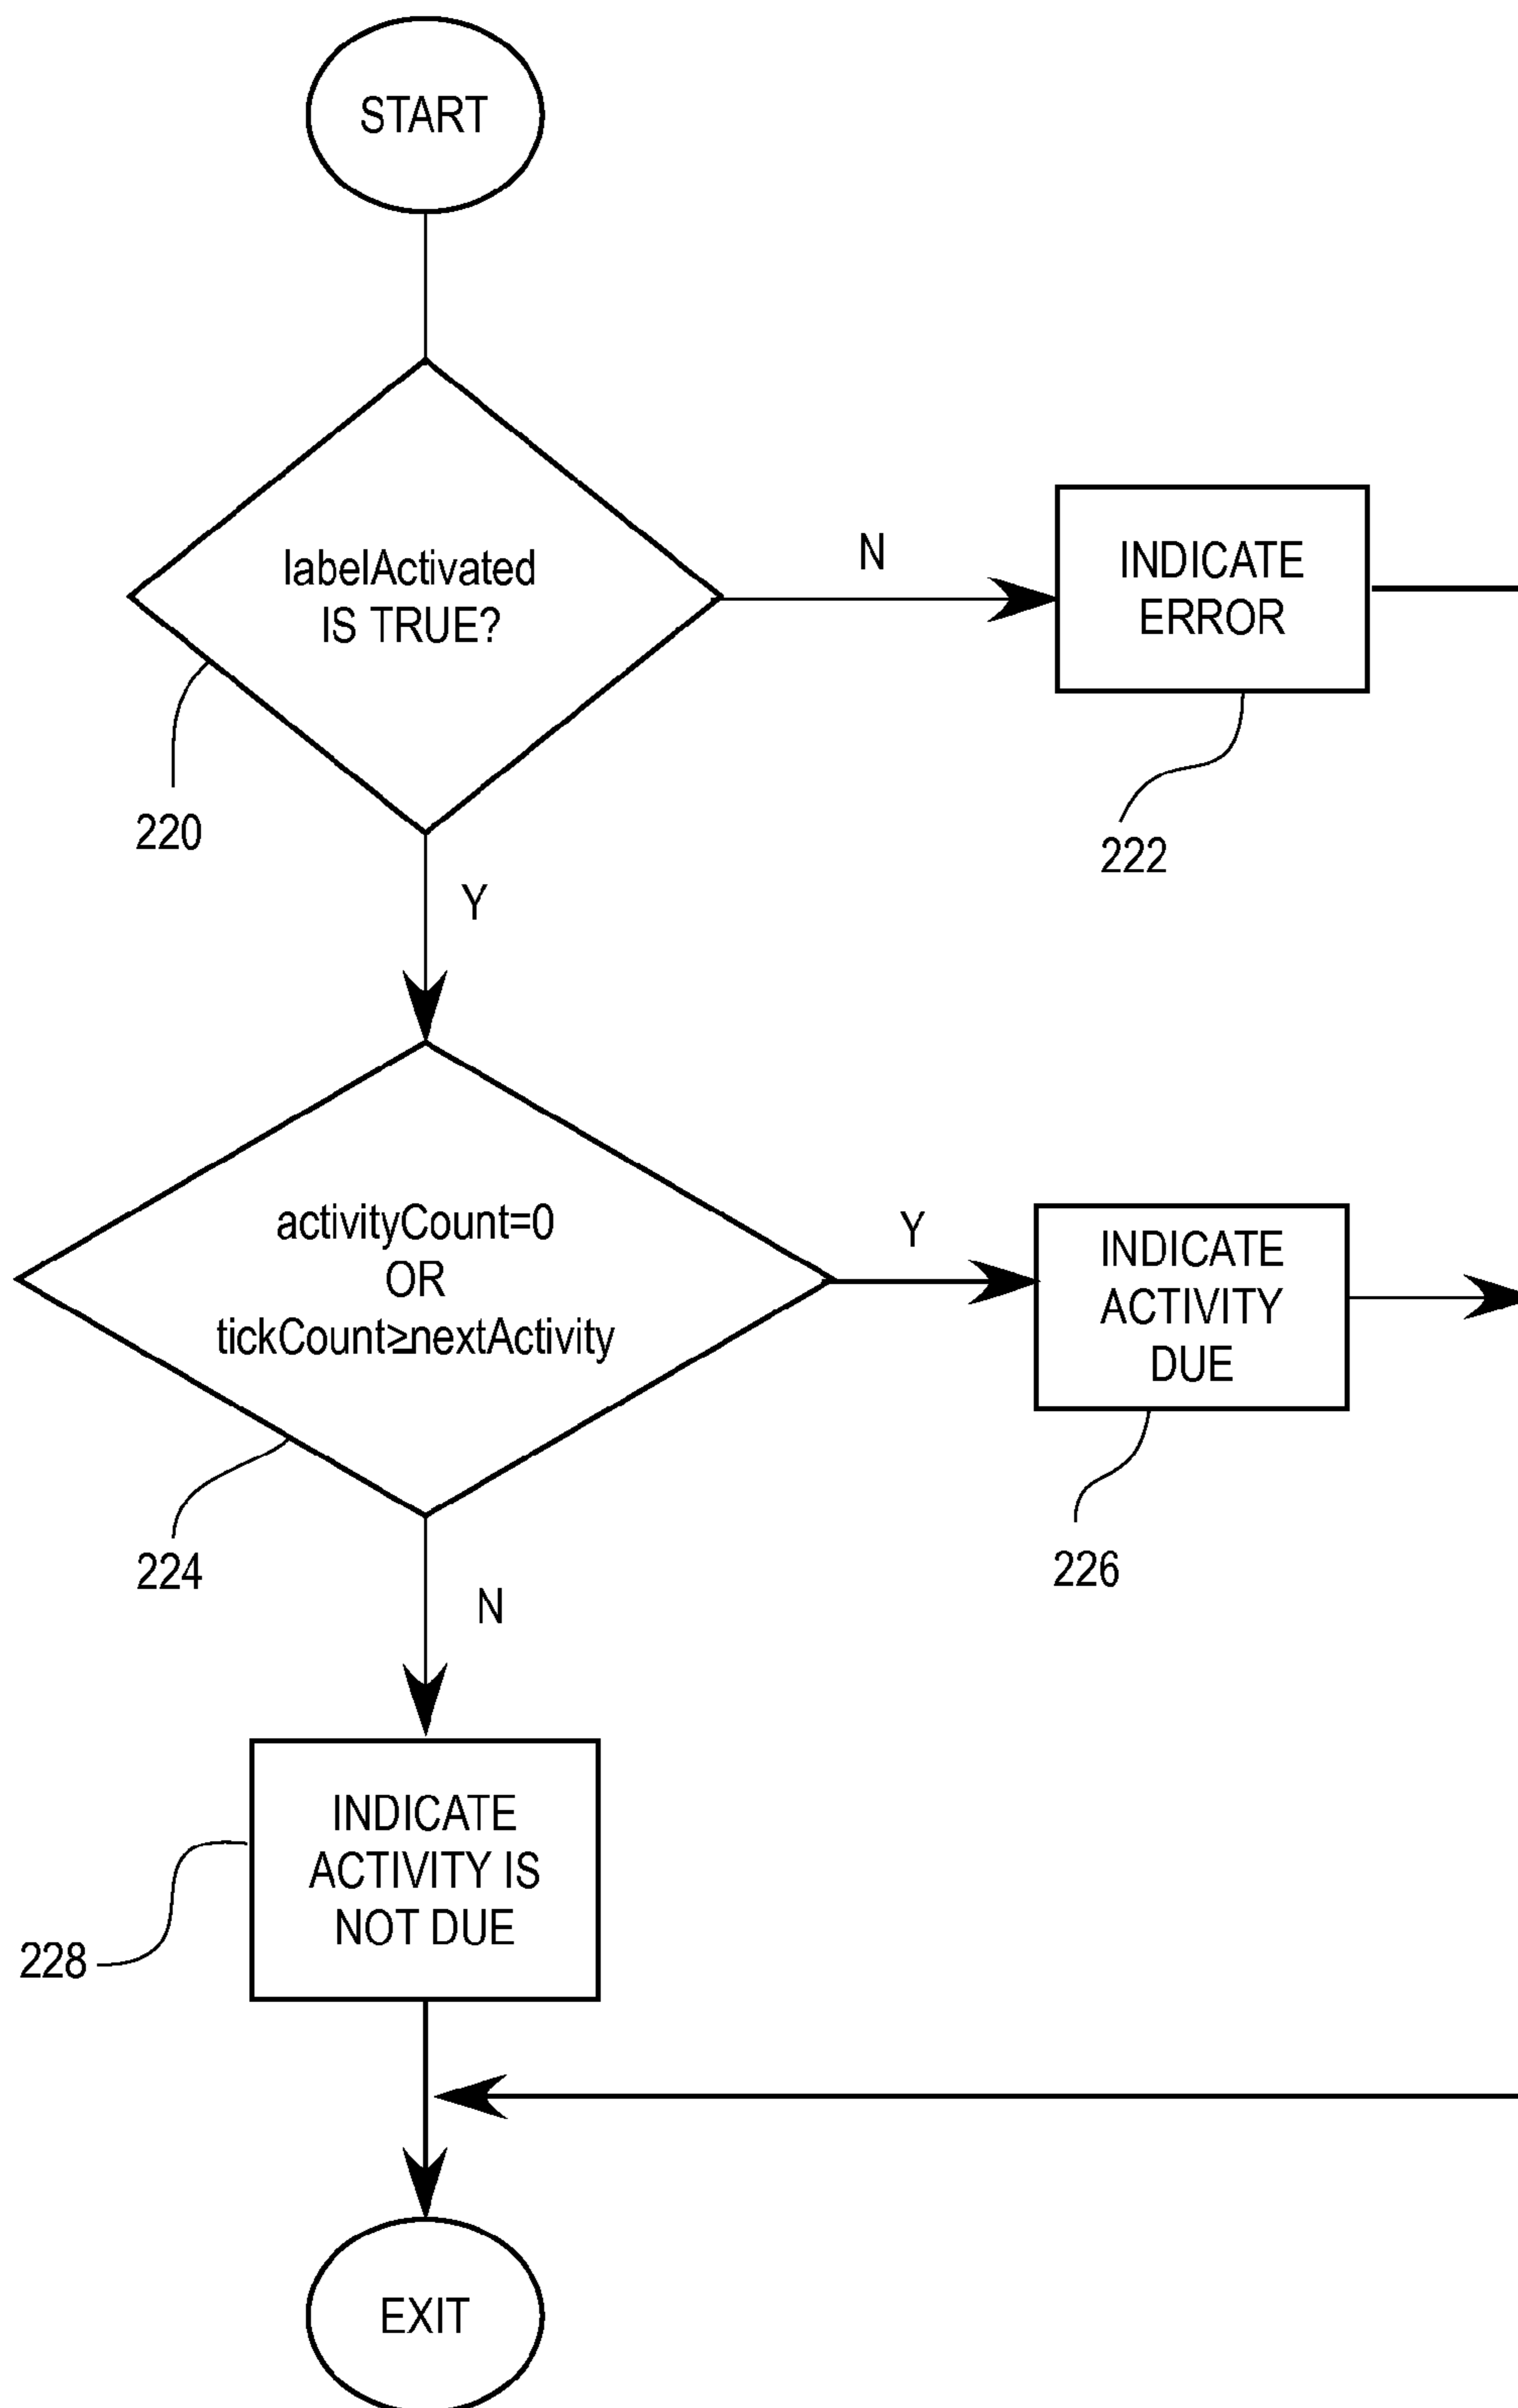 START
labelActivated
IS TRUE?
N
INDICATE
ERROR
220
222
Y
activityCount=0
OR
tickCount≥nextActivity
Y
INDICATE
ACTIVITY
DUE
224
226
N
INDICATE
ACTIVITY IS
NOT DUE
228
EXIT